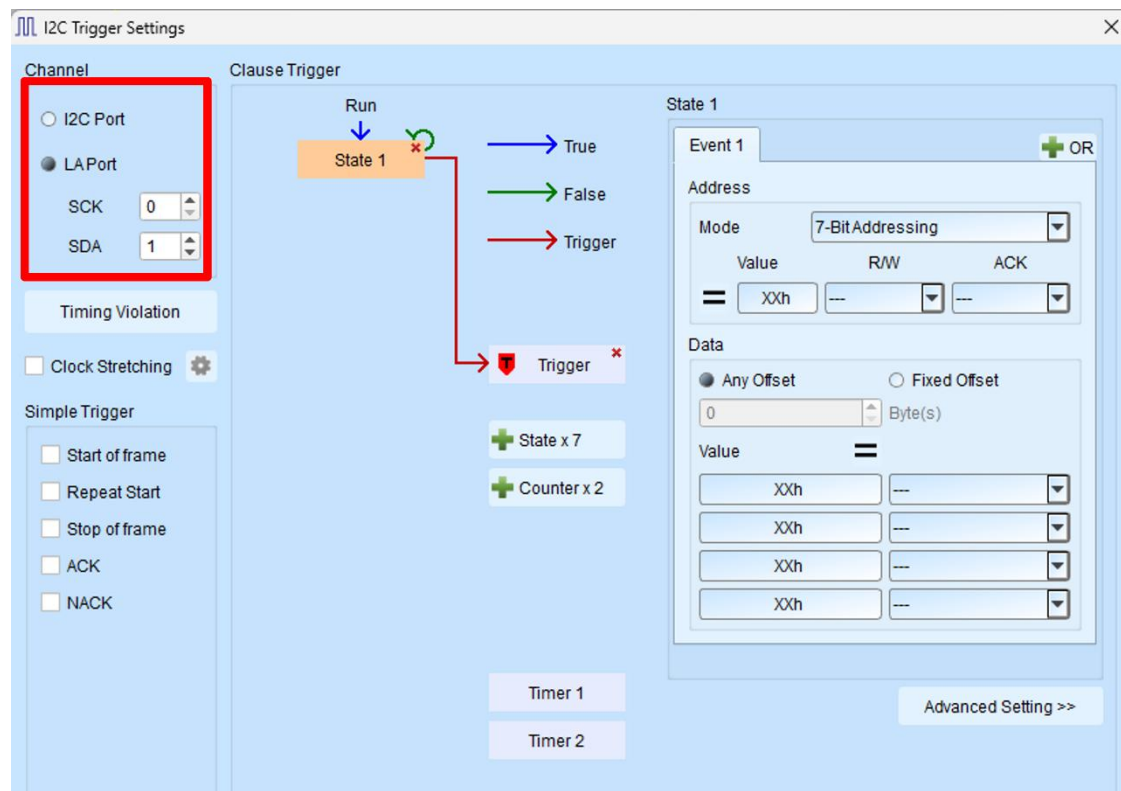 I2C Trigger Settings
Channel
I2C Port
LA Port
SCK 0
SDA 1
Timing Violation
Clock Stretching
Simple Trigger
Start of frame
Repeat Start
Stop of frame
ACK
NACK
Clause Trigger
Run
State 1
True
False
Trigger
T Trigger
State x 7
Counter x 2
Timer 1
Timer 2
State 1
Event 1
OR
Address
Mode 7-Bit Addressing
Value R/W ACK
= XXh --- ---
Data
Any Offset Fixed Offset
0 Byte(s)
Value =
XXh ---
XXh ---
XXh ---
XXh ---
Advanced Setting >>